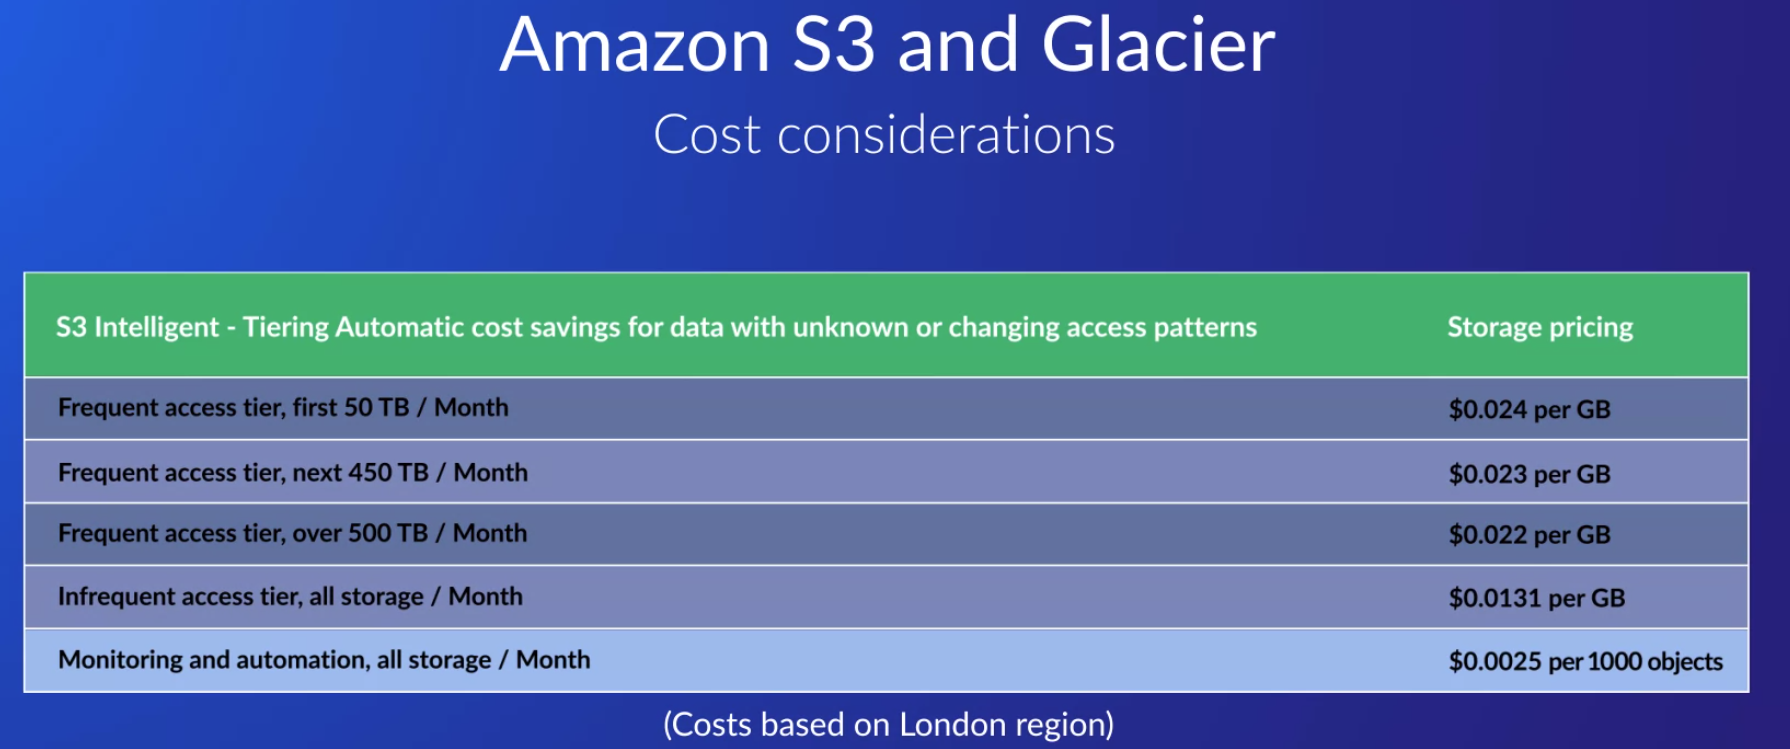 Amazon S3 and Glacier
Cost considerations
S3 Intelligent - Tiering Automatic cost savings for data with unknown or changing access patterns Storage pricing
Frequent access tier, first 50 TB / Month $0.024 per GB
Frequent access tier, next 450 TB / Month $0.023 per GB
Frequent access tier, over 500 TB / Month $0.022 per GB
Infrequent access tier, all storage / Month $0.0131 per GB
Monitoring and automation, all storage / Month $0.0025 per 1000 objects
(Costs based on London region)